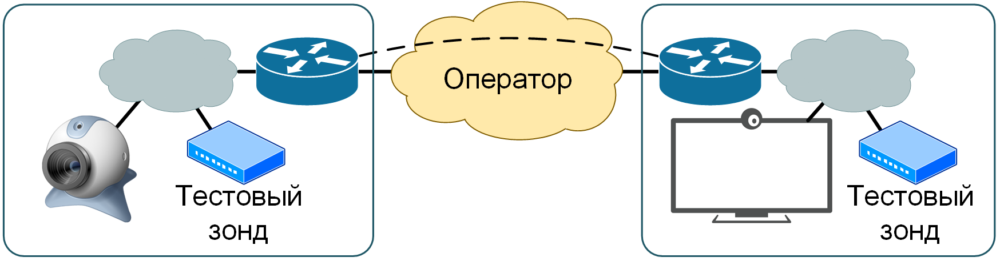 Оператор
Тестовый
зонд
Тестовый
зонд